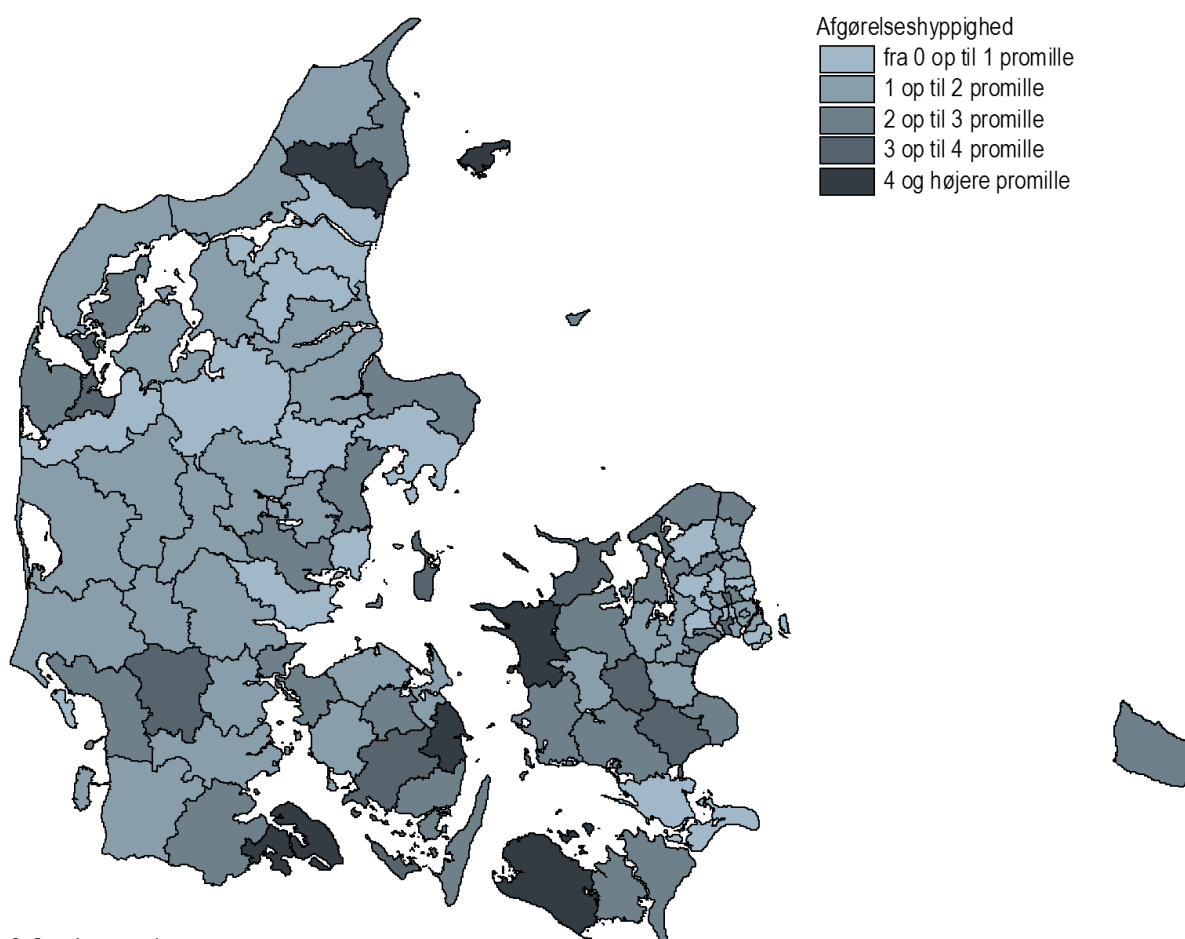 Afgørelseshyppighed
fra 0 op til 1 promille
1 op til 2 promille
2 op til 3 promille
3 op til 4 promille
4 og højere promille